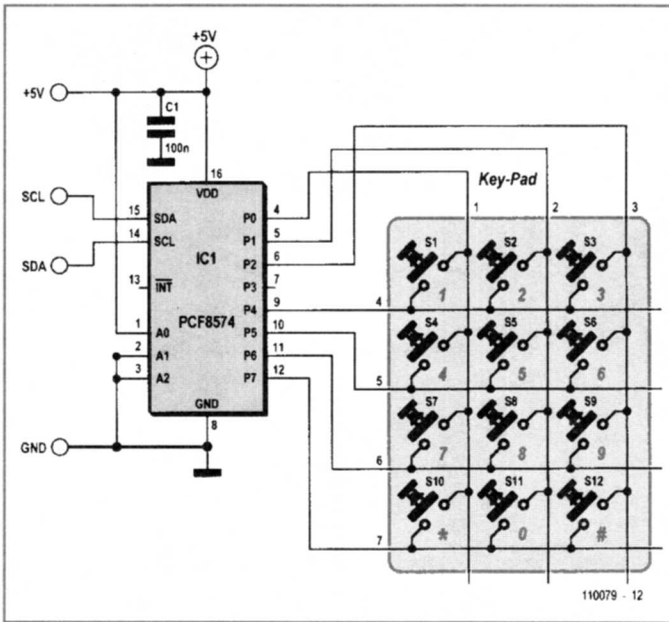 +5V
+5V
C1
100n
16
VDD
SCL
15
SDA
P0
4
14
SCL
P1
5
SDA
IC1
P2
6
13
INT
P3
7
P4
9
PCF8574
P5
10
1
A0
P6
11
2
A1
P7
12
3
A2
GND
8
GND
Key-Pad
1
2
3
S1
S2
S3
4
1
2
3
S4
S5
S6
5
4
5
6
S7
S8
S9
6
7
8
9
S10
S11
S12
7
*
0
#
110079 - 12